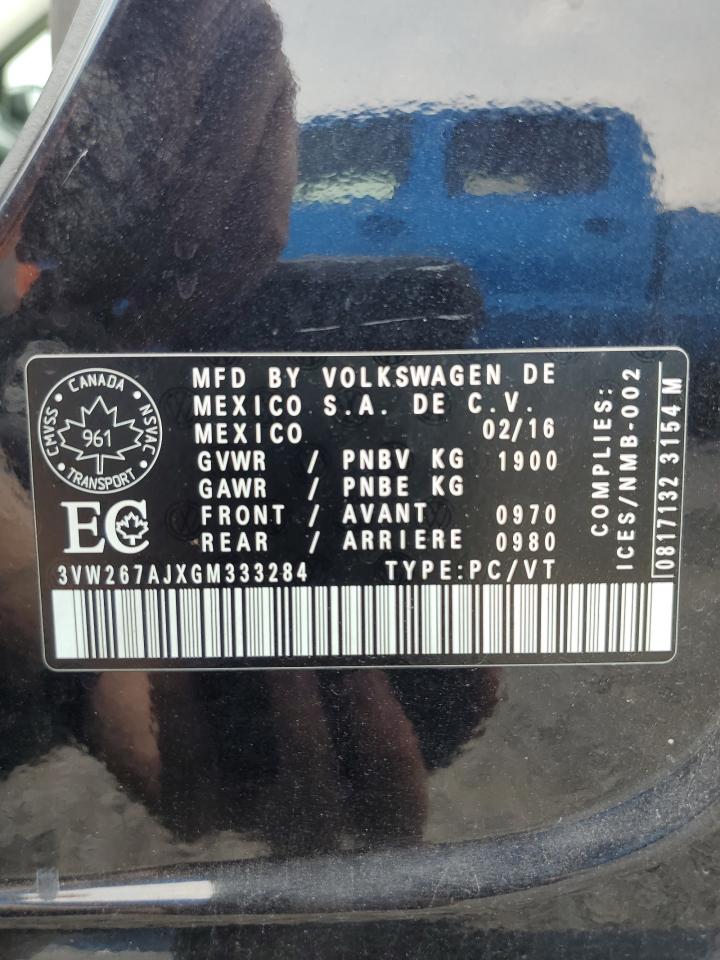 CANADA
CMVSS
NSVAC
961
TRANSPORT
EC
MFD BY VOLKSWAGEN DE
MEXICO S.A. DE C.V.
MEXICO 02/16
GVWR / PNBV KG 1900
GAWR / PNBE KG
FRONT / AVANT 0970
REAR / ARRIERE 0980
3VW267AJXGM333284 TYPE:PC/VT
COMPLIES:
ICES/NMB-002
0817132 3154 M